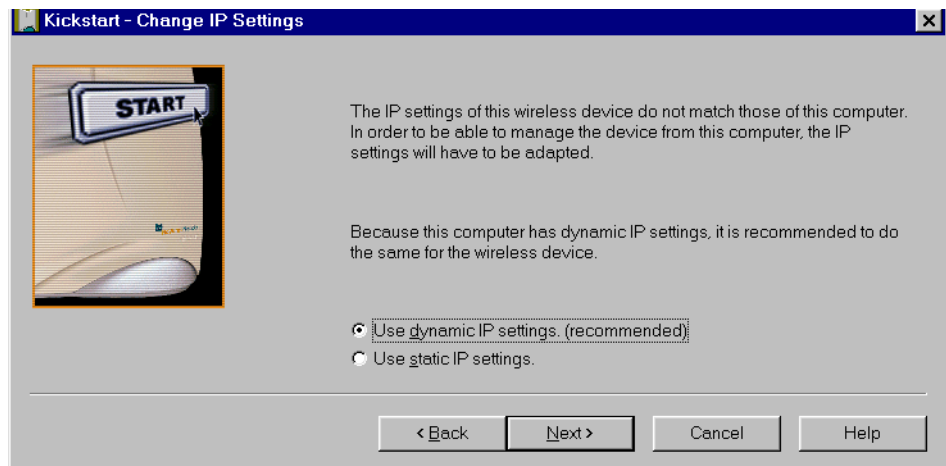 Kickstart - Change IP Settings
START
The IP settings of this wireless device do not match those of this computer.
In order to be able to manage the device from this computer, the IP
settings will have to be adapted.
Because this computer has dynamic IP settings, it is recommended to do
the same for the wireless device.
Use dynamic IP settings. (recommended)
Use static IP settings.
< Back Next > Cancel Help